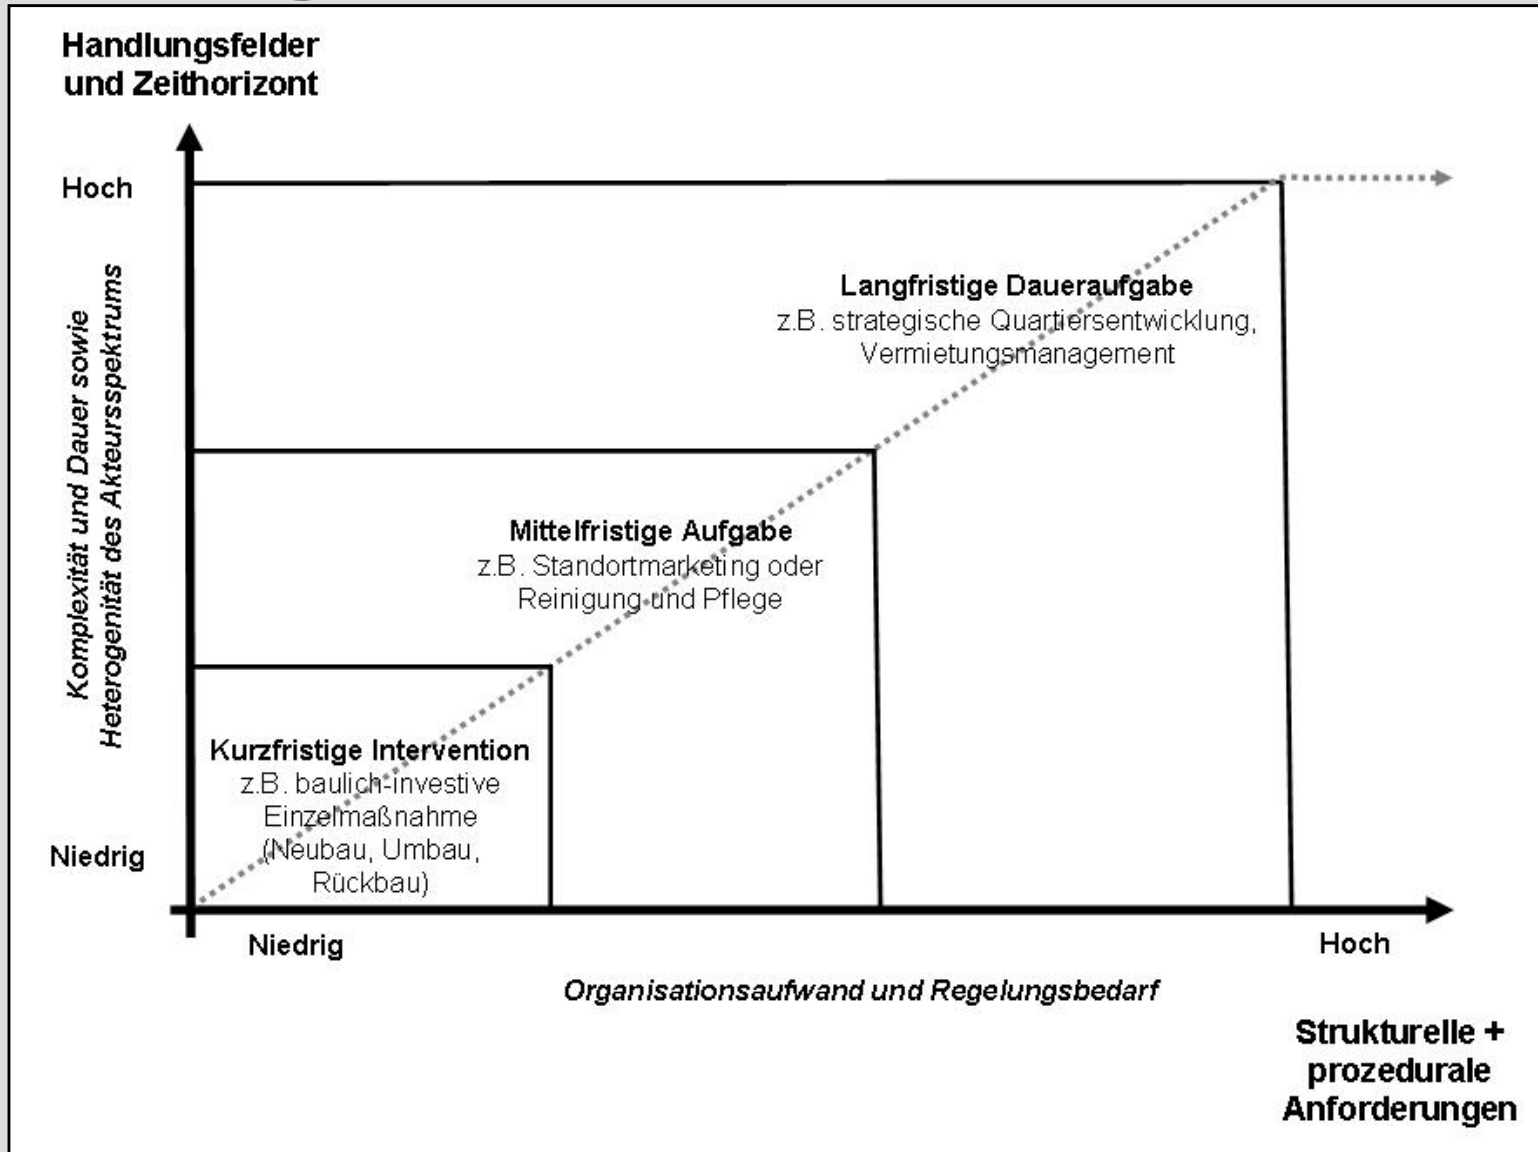 Handlungsfelder
und Zeithorizont
Hoch
Komplexität und Dauer sowie
Heterogenität des Akteursspektrums
Langfristige Daueraufgabe
z.B. strategische Quartiersentwicklung,
Vermietungsmanagement
Mittelfristige Aufgabe
z.B. Standortmarketing oder
Reinigung und Pflege
Kurzfristige Intervention
z.B. baulich-investive
Einzelmaßnahme
(Neubau, Umbau,
Rückbau)
Niedrig
Niedrig
Hoch
Organisationsaufwand und Regelungsbedarf
Strukturelle +
prozedurale
Anforderungen